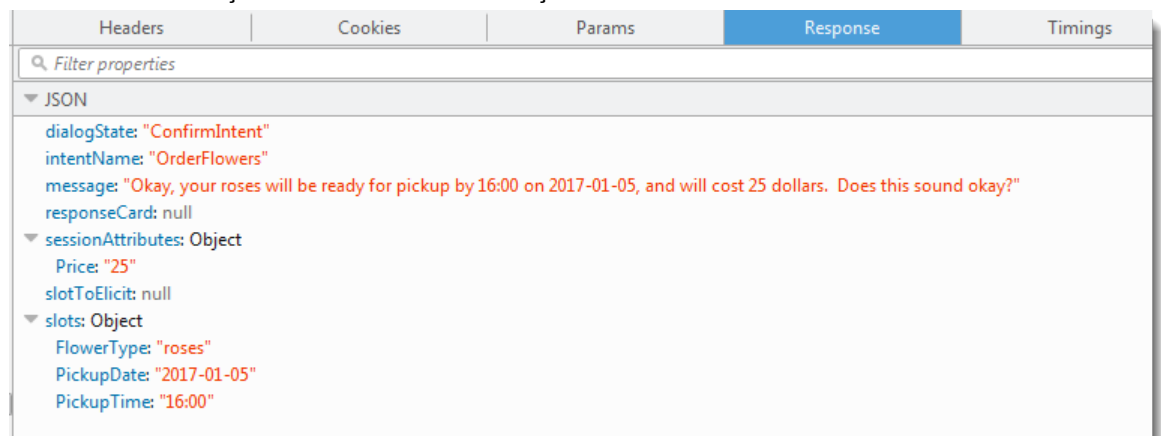 Headers Cookies Params Response Timings
Filter properties
JSON
dialogState: "ConfirmIntent"
intentName: "OrderFlowers"
message: "Okay, your roses will be ready for pickup by 16:00 on 2017-01-05, and will cost 25 dollars.  Does this sound okay?"
responseCard: null
sessionAttributes: Object
Price: "25"
slotToElicit: null
slots: Object
FlowerType: "roses"
PickupDate: "2017-01-05"
PickupTime: "16:00"